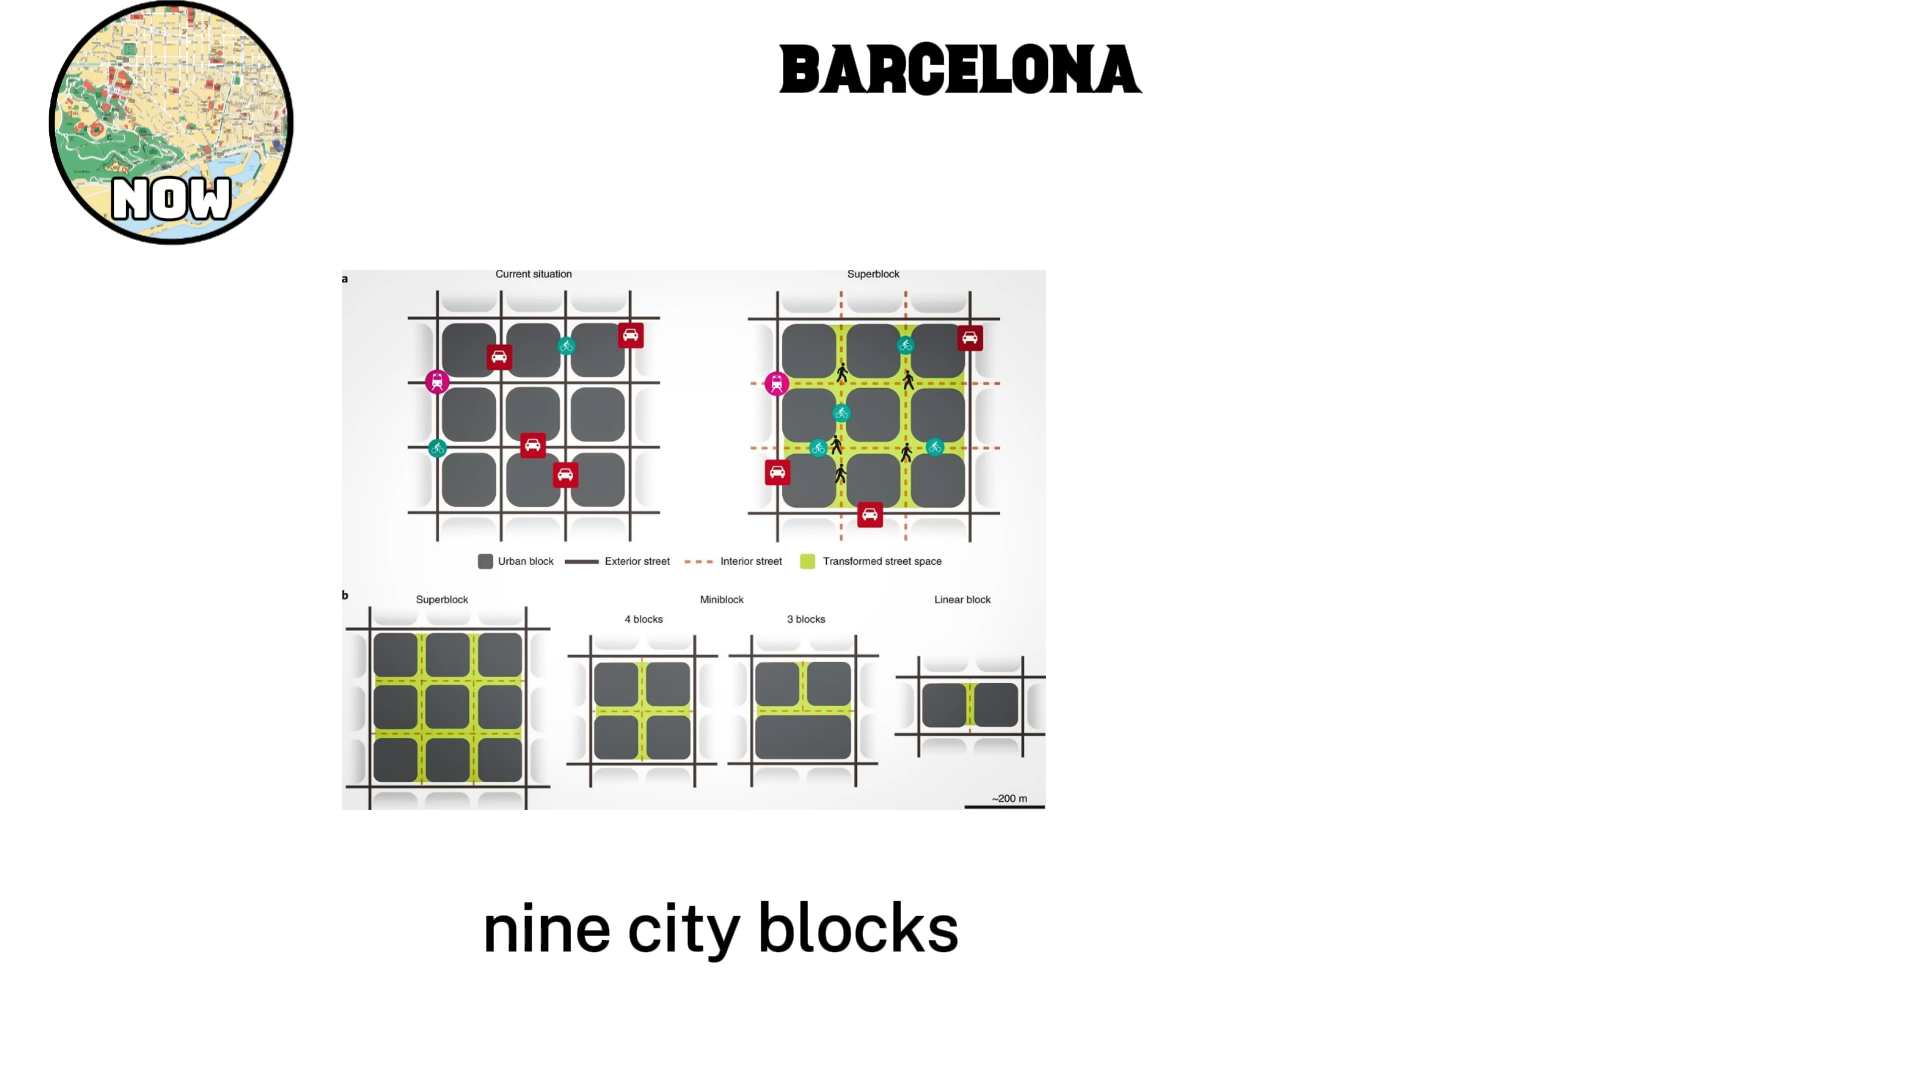 BARCELONA
NOW
a
Current situation
Superblock
Urban block
Exterior street
Interior street
Transformed street space
b
Superblock
Miniblock
Linear block
4 blocks
3 blocks
~200 m
nine city blocks